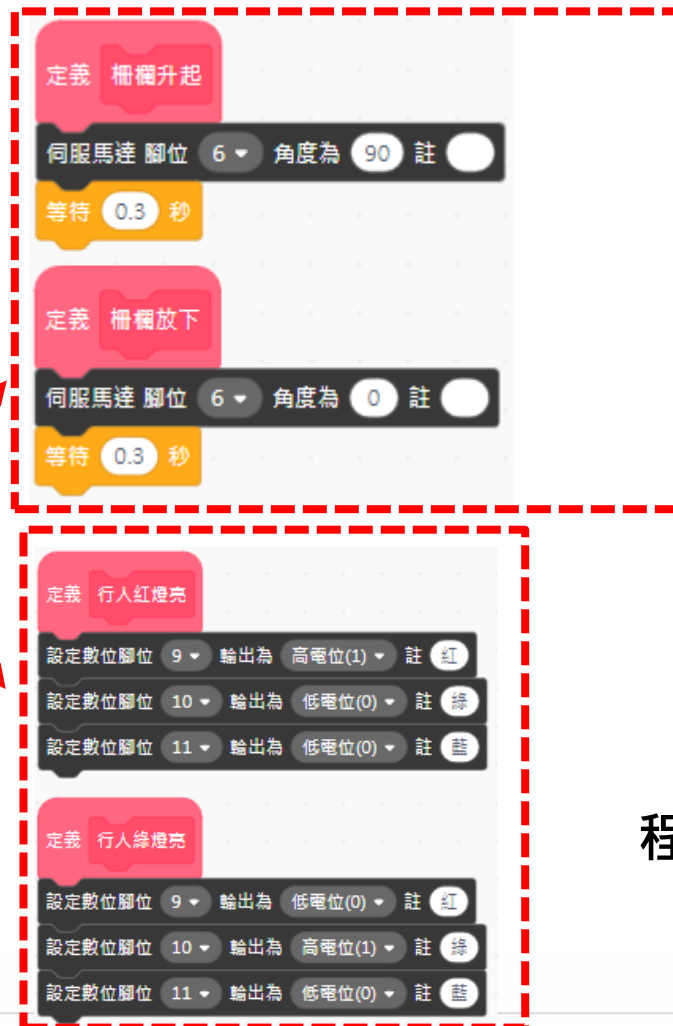 定義 柵欄升起
伺服馬達 腳位 6 角度為 90 註
等待 0.3 秒
定義 柵欄放下
伺服馬達 腳位 6 角度為 0 註
等待 0.3 秒
定義 行人紅燈亮
設定數位腳位 9 輸出為 高電位(1) 註 紅
設定數位腳位 10 輸出為 低電位(0) 註 綠
設定數位腳位 11 輸出為 低電位(0) 註 藍
定義 行人綠燈亮
設定數位腳位 9 輸出為 低電位(0) 註 紅
設定數位腳位 10 輸出為 高電位(1) 註 綠
設定數位腳位 11 輸出為 低電位(0) 註 藍
程